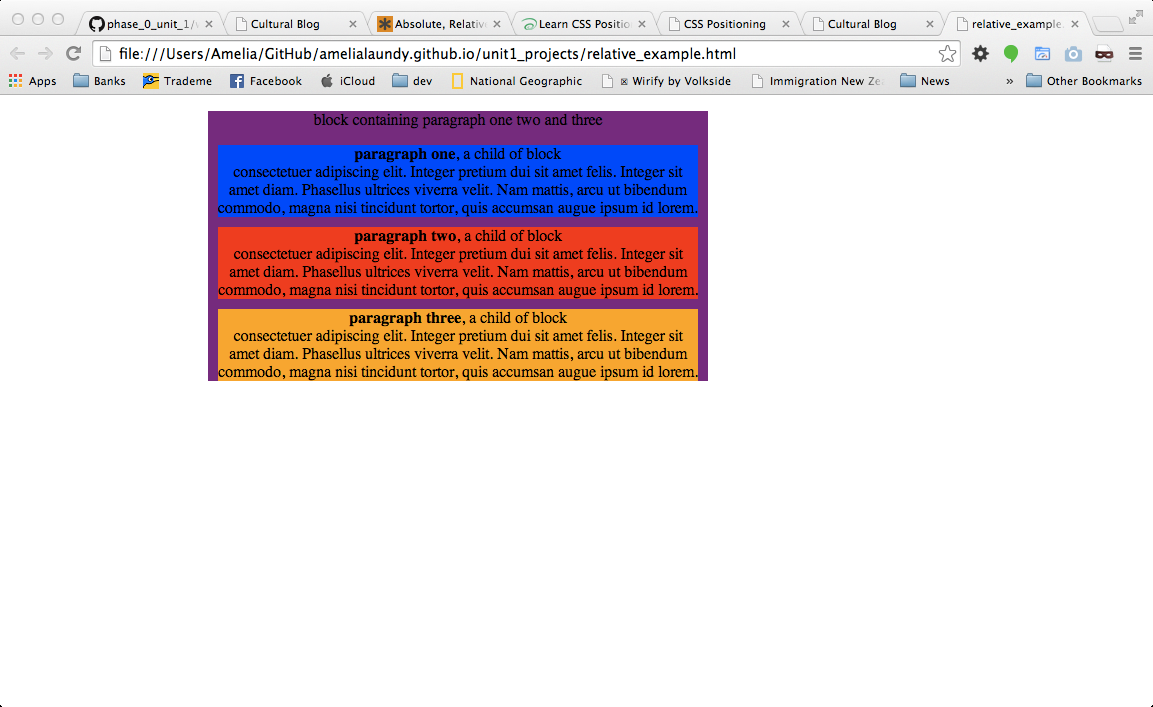 phase_0_unit_1/
Cultural Blog
Absolute, Relativ
Learn CSS Positio
CSS Positioning
Cultural Blog
relative_example
file:///Users/Amelia/GitHub/amelialaundy.github.io/unit1_projects/relative_example.html
Apps
Banks
Trademe
Facebook
iCloud
dev
National Geographic
Wirify by Volkside
Immigration New Ze
News
»
Other Bookmarks
block containing paragraph one two and three
paragraph one, a child of block
consectetuer adipiscing elit. Integer pretium dui sit amet felis. Integer sit
amet diam. Phasellus ultrices viverra velit. Nam mattis, arcu ut bibendum
commodo, magna nisi tincidunt tortor, quis accumsan augue ipsum id lorem.
paragraph two, a child of block
consectetuer adipiscing elit. Integer pretium dui sit amet felis. Integer sit
amet diam. Phasellus ultrices viverra velit. Nam mattis, arcu ut bibendum
commodo, magna nisi tincidunt tortor, quis accumsan augue ipsum id lorem.
paragraph three, a child of block
consectetuer adipiscing elit. Integer pretium dui sit amet felis. Integer sit
amet diam. Phasellus ultrices viverra velit. Nam mattis, arcu ut bibendum
commodo, magna nisi tincidunt tortor, quis accumsan augue ipsum id lorem.